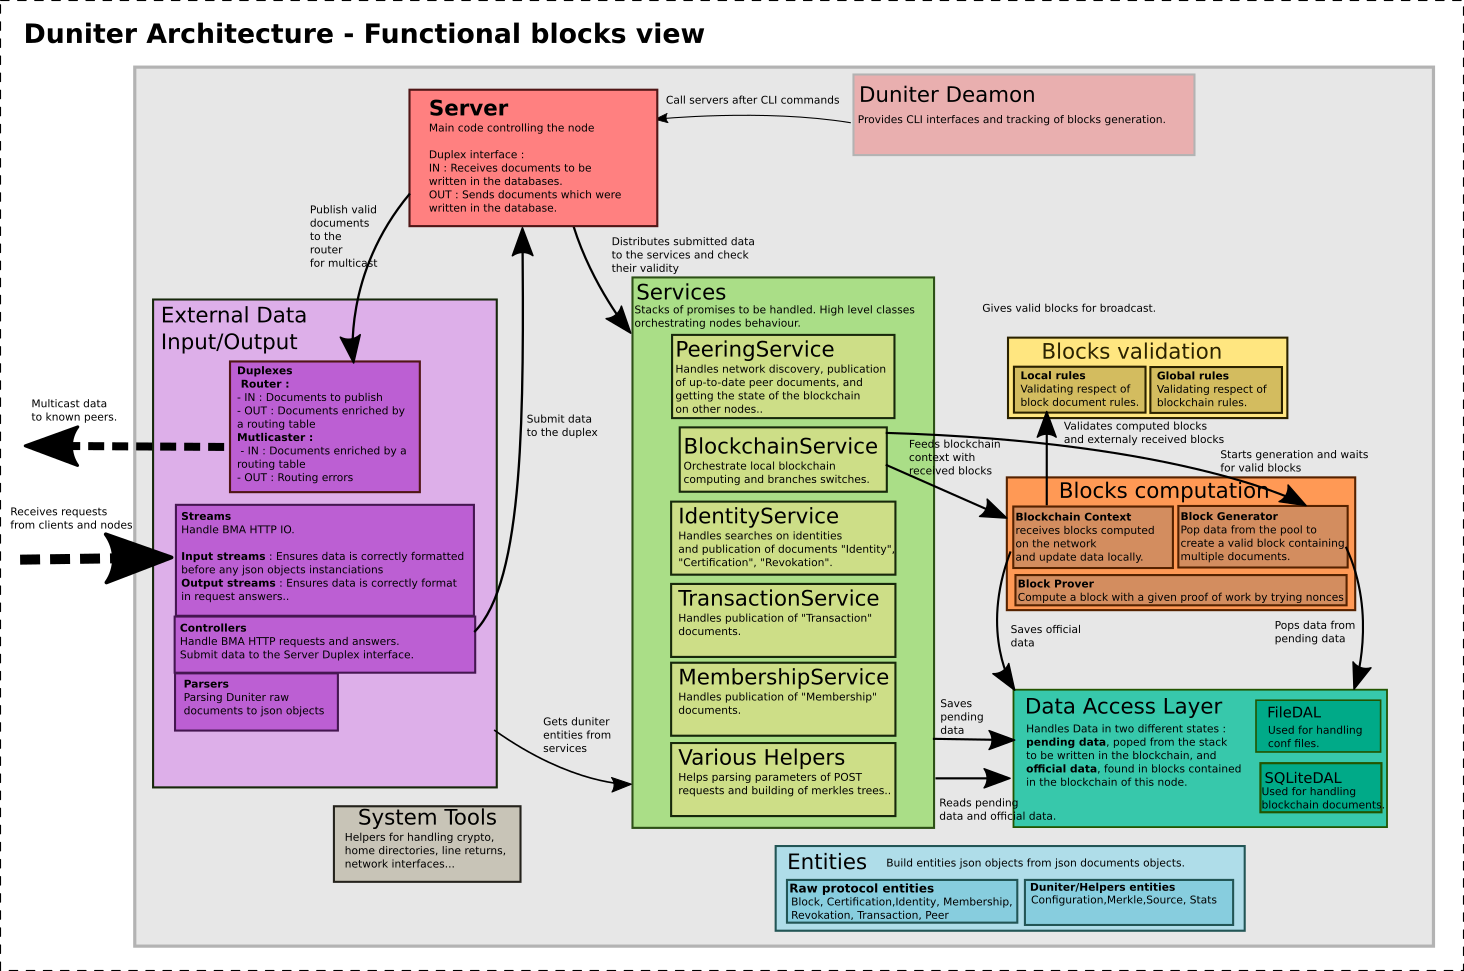 Duniter Architecture - Functional blocks view
Server
Main code controlling the node
Duplex interface :
IN : Receives documents to be
written in the databases.
OUT : Sends documents which were
written in the database.
Call servers after CLI commands
Duniter Deamon
Provides CLI interfaces and tracking of blocks generation.
Publish valid
documents
to the
router
for multicast
Distributes submitted data
to the services and check
their validity
External Data
Input/Output
Duplexes
Router :
- IN : Documents to publish
- OUT : Documents enriched by
a routing table
Mutlicaster :
- IN : Documents enriched by a
routing table
- OUT : Routing errors
Multicast data
to known peers.
Receives requests
from clients and nodes
Streams
Handle BMA HTTP IO.
Input streams : Ensures data is correctly formatted
before any json objects instanciations
Output streams : Ensures data is correctly format
in request answers..
Controllers
Handle BMA HTTP requests and answers.
Submit data to the Server Duplex interface.
Parsers
Parsing Duniter raw
documents to json objects
Submit data
to the duplex
Gets duniter
entities from
services
System Tools
Helpers for handling crypto,
home directories, line returns,
network interfaces...
Services
Stacks of promises to be handled. High level classes
orchestrating nodes behaviour.
PeeringService
Handles network discovery, publication
of up-to-date peer documents, and
getting the state of the blockchain
on other nodes..
BlockchainService
Orchestrate local blockchain
computing and branches switches.
IdentityService
Handles searches on identities
and publication of documents "Identity",
"Certification", "Revokation".
TransactionService
Handles publication of "Transaction"
documents.
MembershipService
Handles publication of "Membership"
documents.
Various Helpers
Helps parsing parameters of POST
requests and building of merkles trees..
Gives valid blocks for broadcast.
Blocks validation
Local rules
Validating respect of
block document rules.
Global rules
Validating respect of
blockchain rules.
Validates computed blocks
and externaly received blocks
Feeds blockchain
context with
received blocks
Starts generation and waits
for valid blocks
Blocks computation
Blockchain Context
receives blocks computed
on the network
and update data locally.
Block Generator
Pop data from the pool to
create a valid block containing
multiple documents.
Block Prover
Compute a block with a given proof of work by trying nonces
Saves official
data
Pops data from
pending data
Saves
pending
data
Reads pending
data and official data.
Data Access Layer
Handles Data in two different states :
pending data, poped from the stack
to be written in the blockchain, and
official data, found in blocks contained
in the blockchain of this node.
FileDAL
Used for handling
conf files.
SQLiteDAL
Used for handling
blockchain documents.
Entities
Build entities json objects from json documents objects.
Raw protocol entities
Block, Certification,Identity, Membership,
Revokation, Transaction, Peer
Duniter/Helpers entities
Configuration,Merkle,Source, Stats